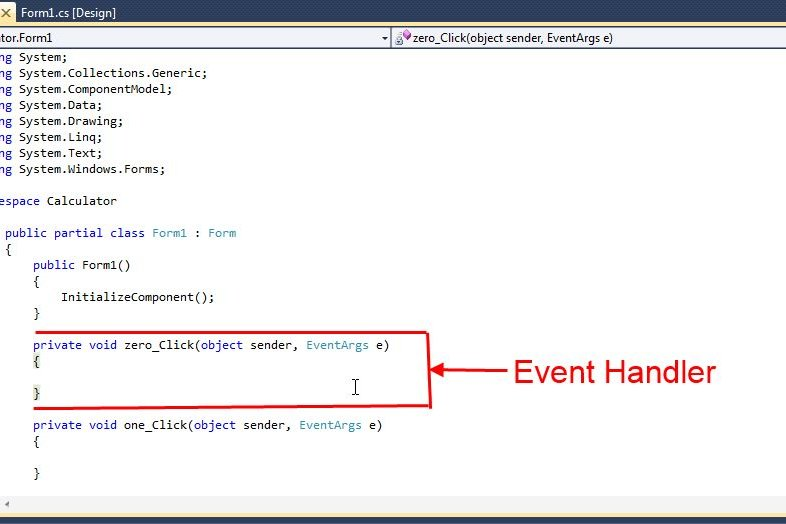 Form1.cs [Design]
tor.Form1
zero_Click(object sender, EventArgs e)
ng System;
ng System.Collections.Generic;
ng System.ComponentModel;
ng System.Data;
ng System.Drawing;
ng System.Linq;
ng System.Text;
ng System.Windows.Forms;
espace Calculator
public partial class Form1 : Form
{
public Form1()
{
InitializeComponent();
}
private void zero_Click(object sender, EventArgs e)
{
}
Event Handler
private void one_Click(object sender, EventArgs e)
{
}